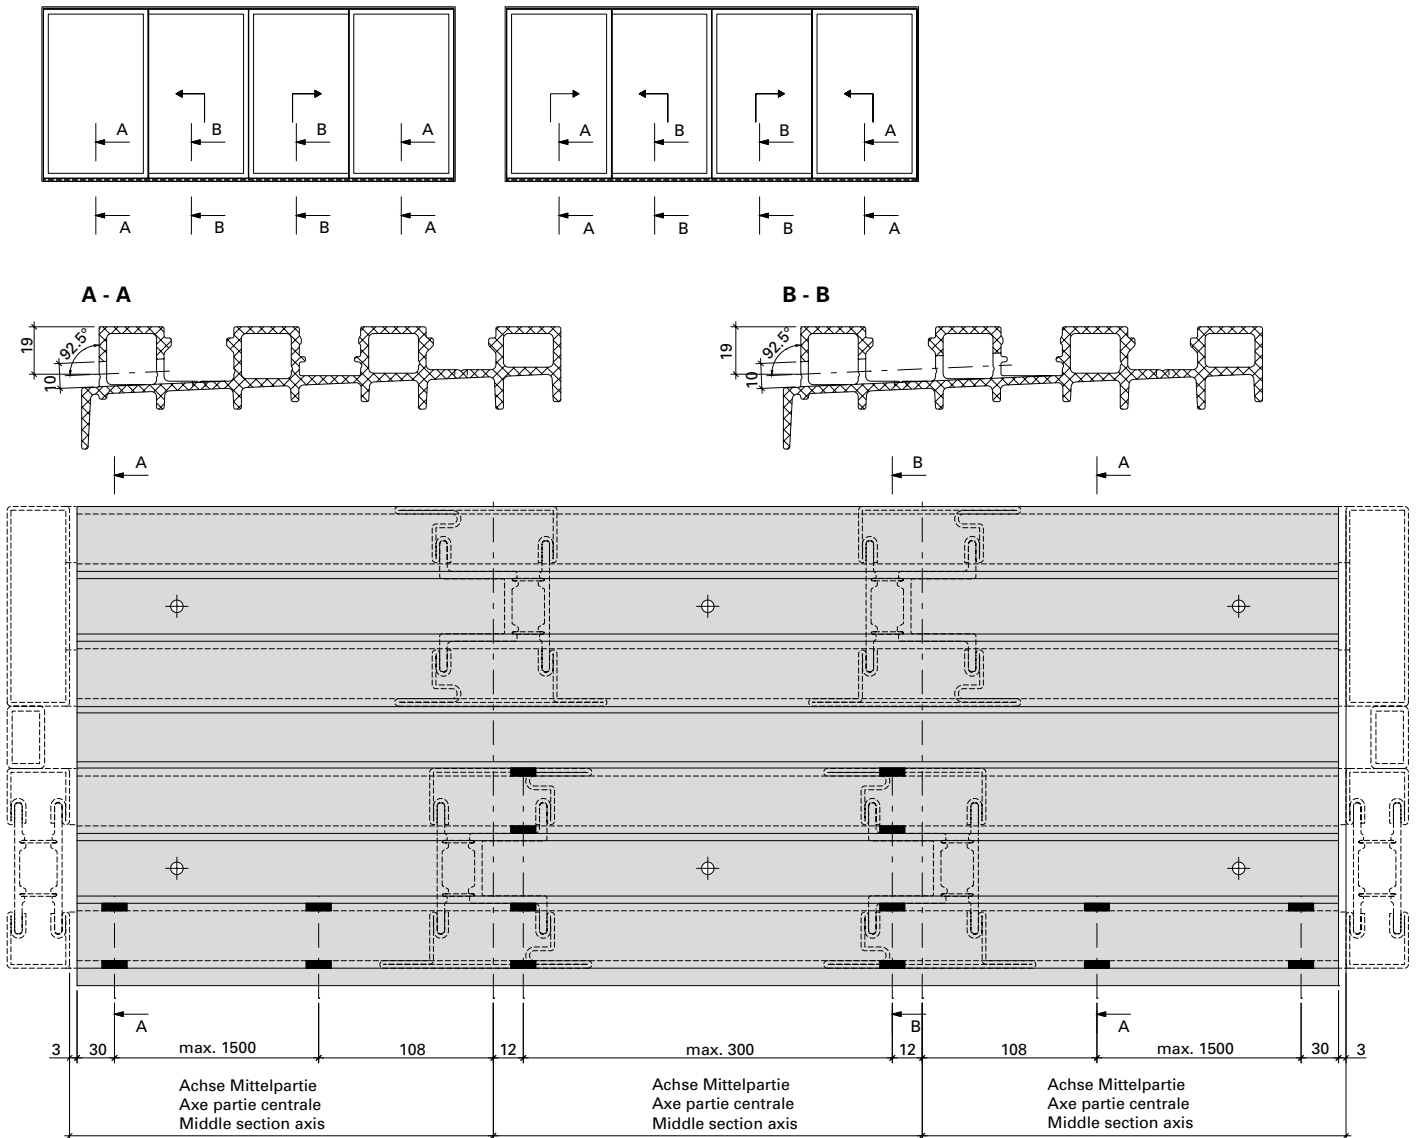 A B B A A B B A
A B B A A B B A
A - A B - B
19 92.5° 10 19 92.5° 10
A B A
A B A
3 30 max. 1500 108 12 max. 300 12 108 max. 1500 30 3
Achse Mittelpartie
Axe partie centrale
Middle section axis
Achse Mittelpartie
Axe partie centrale
Middle section axis
Achse Mittelpartie
Axe partie centrale
Middle section axis